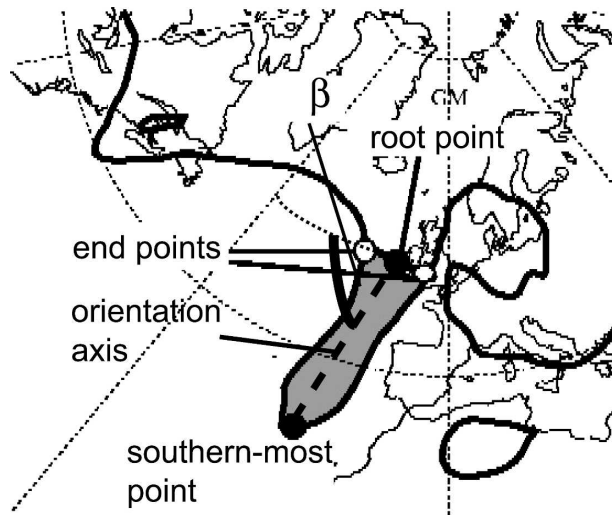 β
GM
root point
end points
orientation
axis
southern-most
point